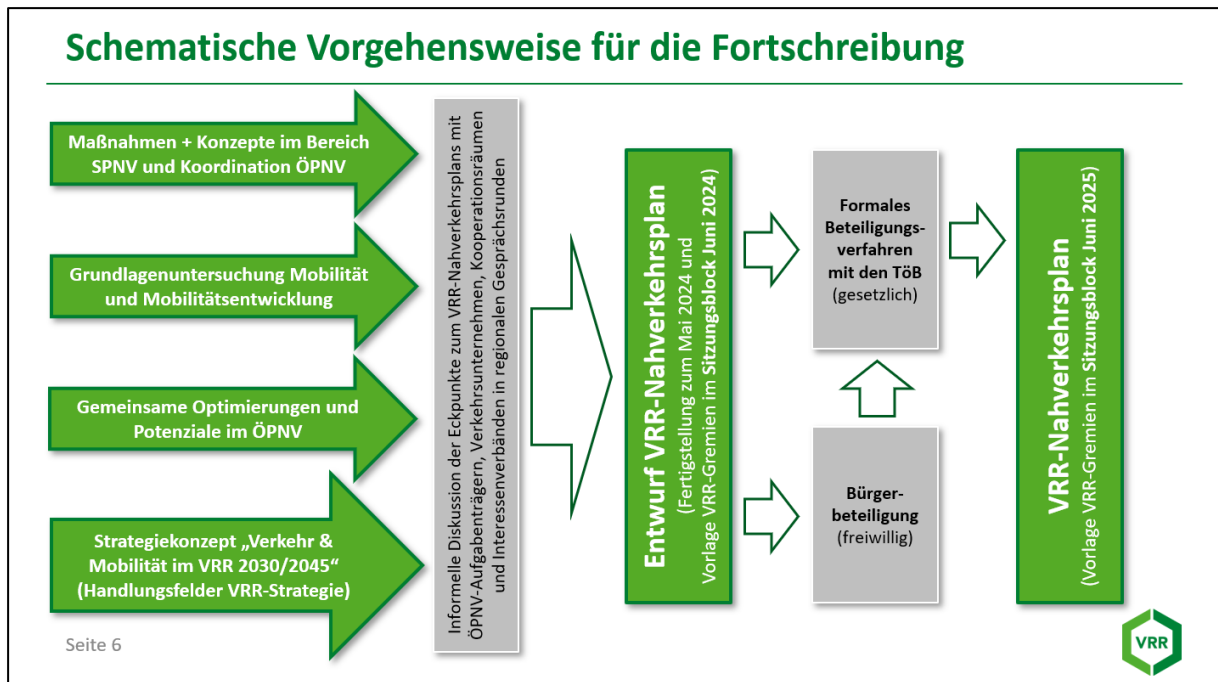 Schematische Vorgehensweise für die Fortschreibung
Maßnahmen + Konzepte im Bereich
SPNV und Koordination ÖPNV
Grundlagenuntersuchung Mobilität
und Mobilitätsentwicklung
Gemeinsame Optimierungen und
Potenziale im ÖPNV
Strategiekonzept „Verkehr &
Mobilität im VRR 2030/2045“
(Handlungsfelder VRR-Strategie)
Informelle Diskussion der Eckpunkte zum VRR-Nahverkehrsplans mit
ÖPNV-Aufgabenträgern, Verkehrsunternehmen, Kooperationsräumen
und Interessenverbänden in regionalen Gesprächsrunden
Entwurf VRR-Nahverkehrsplan
(Fertigstellung zum Mai 2024 und
Vorlage VRR-Gremien im Sitzungsblock Juni 2024)
Formales
Beteiligungs-
verfahren
mit den TöB
(gesetzlich)
Bürger-
beteiligung
(freiwillig)
VRR-Nahverkehrsplan
(Vorlage VRR-Gremien im Sitzungsblock Juni 2025)
Seite 6
VRR